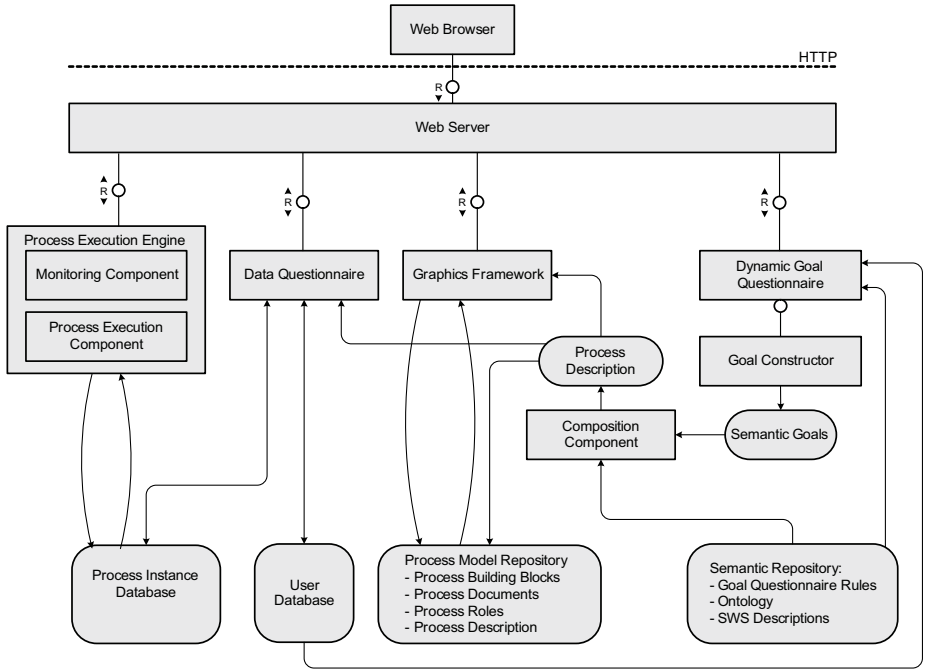 Web Browser
HTTP
R
Web Server
R
R
R
R
Process Execution Engine
Monitoring Component
Process Execution
Component
Data Questionnaire
Graphics Framework
Dynamic Goal
Questionnaire
Process
Description
Goal Constructor
Composition
Component
Semantic Goals
Process Instance
Database
User
Database
Process Model Repository
- Process Building Blocks
- Process Documents
- Process Roles
- Process Description
Semantic Repository:
- Goal Questionnaire Rules
- Ontology
- SWS Descriptions